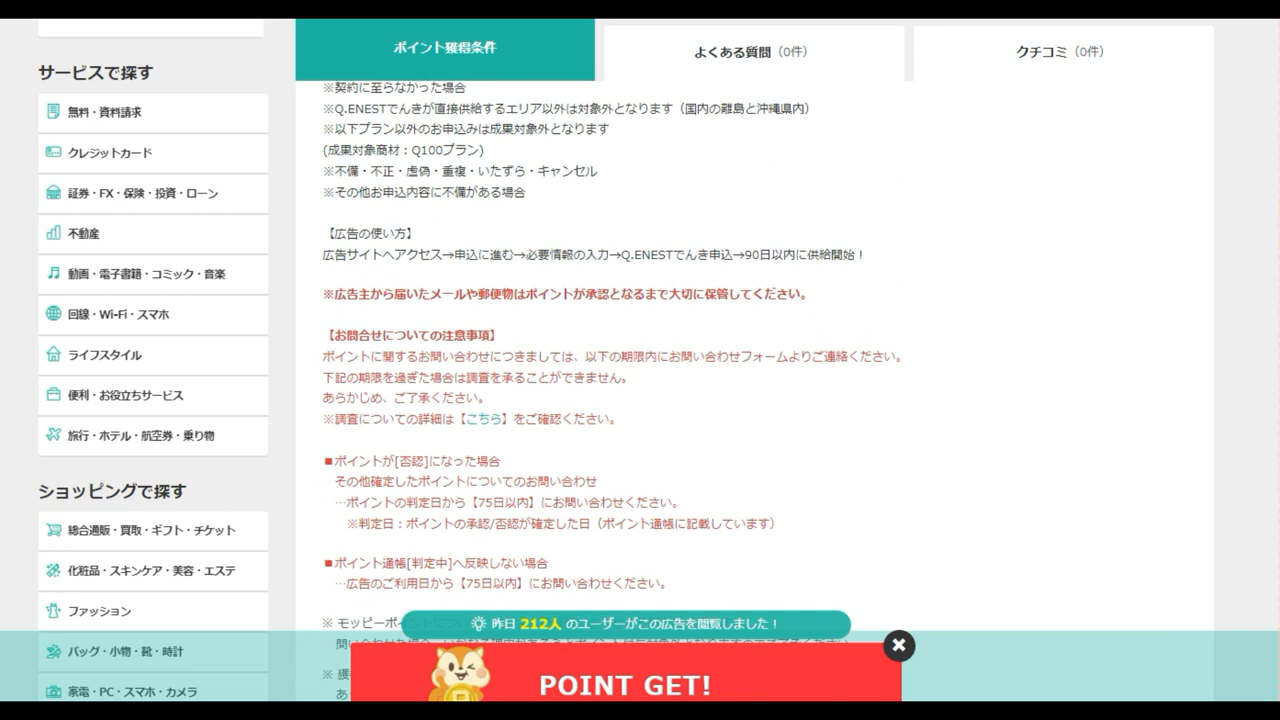 サービスで探す
無料・資料請求
クレジットカード
証券・FX・保険・投資・ローン
不動産
動画・電子書籍・コミック・音楽
回線・Wi-Fi・スマホ
ライフスタイル
便利・お役立ちサービス
旅行・ホテル・航空券・乗り物
ショッピングで探す
総合通販・買取・ギフト・チケット
化粧品・スキンケア・美容・エステ
ファッション
バッグ・小物・靴・時計
家電・PC・スマホ・カメラ
ポイント獲得条件
よくある質問（0件）
クチコミ（0件）
※契約に至らなかった場合
※Q.ENESTでんきが直接供給するエリア以外は対象外となります（国内の離島と沖縄県内）
※以下プラン以外のお申込みは成果対象外となります
(成果対象商材：Q100プラン)
※不備・不正・虚偽・重複・いたずら・キャンセル
※その他お申込内容に不備がある場合
【広告の使い方】
広告サイトへアクセス→申込に進む→必要情報の入力→Q.ENESTでんき申込→90日以内に供給開始！
※広告主から届いたメールや郵便物はポイントが承認となるまで大切に保管してください。
【お問合せについての注意事項】
ポイントに関するお問い合わせにつきましては、以下の期限内にお問い合わせフォームよりご連絡ください。
下記の期限を過ぎた場合は調査を承ることができません。
あらかじめ、ご了承ください。
※調査についての詳細は【こちら】をご確認ください。
■ポイントが[否認]になった場合
その他確定したポイントについてのお問い合わせ
…ポイントの判定日から【75日以内】にお問い合わせください。
※判定日：ポイントの承認/否認が確定した日（ポイント通帳に記載しています）
■ポイント通帳[判定中]へ反映しない場合
…広告のご利用日から【75日以内】にお問い合わせください。
※ モッピーポイント
昨日 212人 のユーザーがこの広告を閲覧しました！
※ 獲
あ
POINT GET!